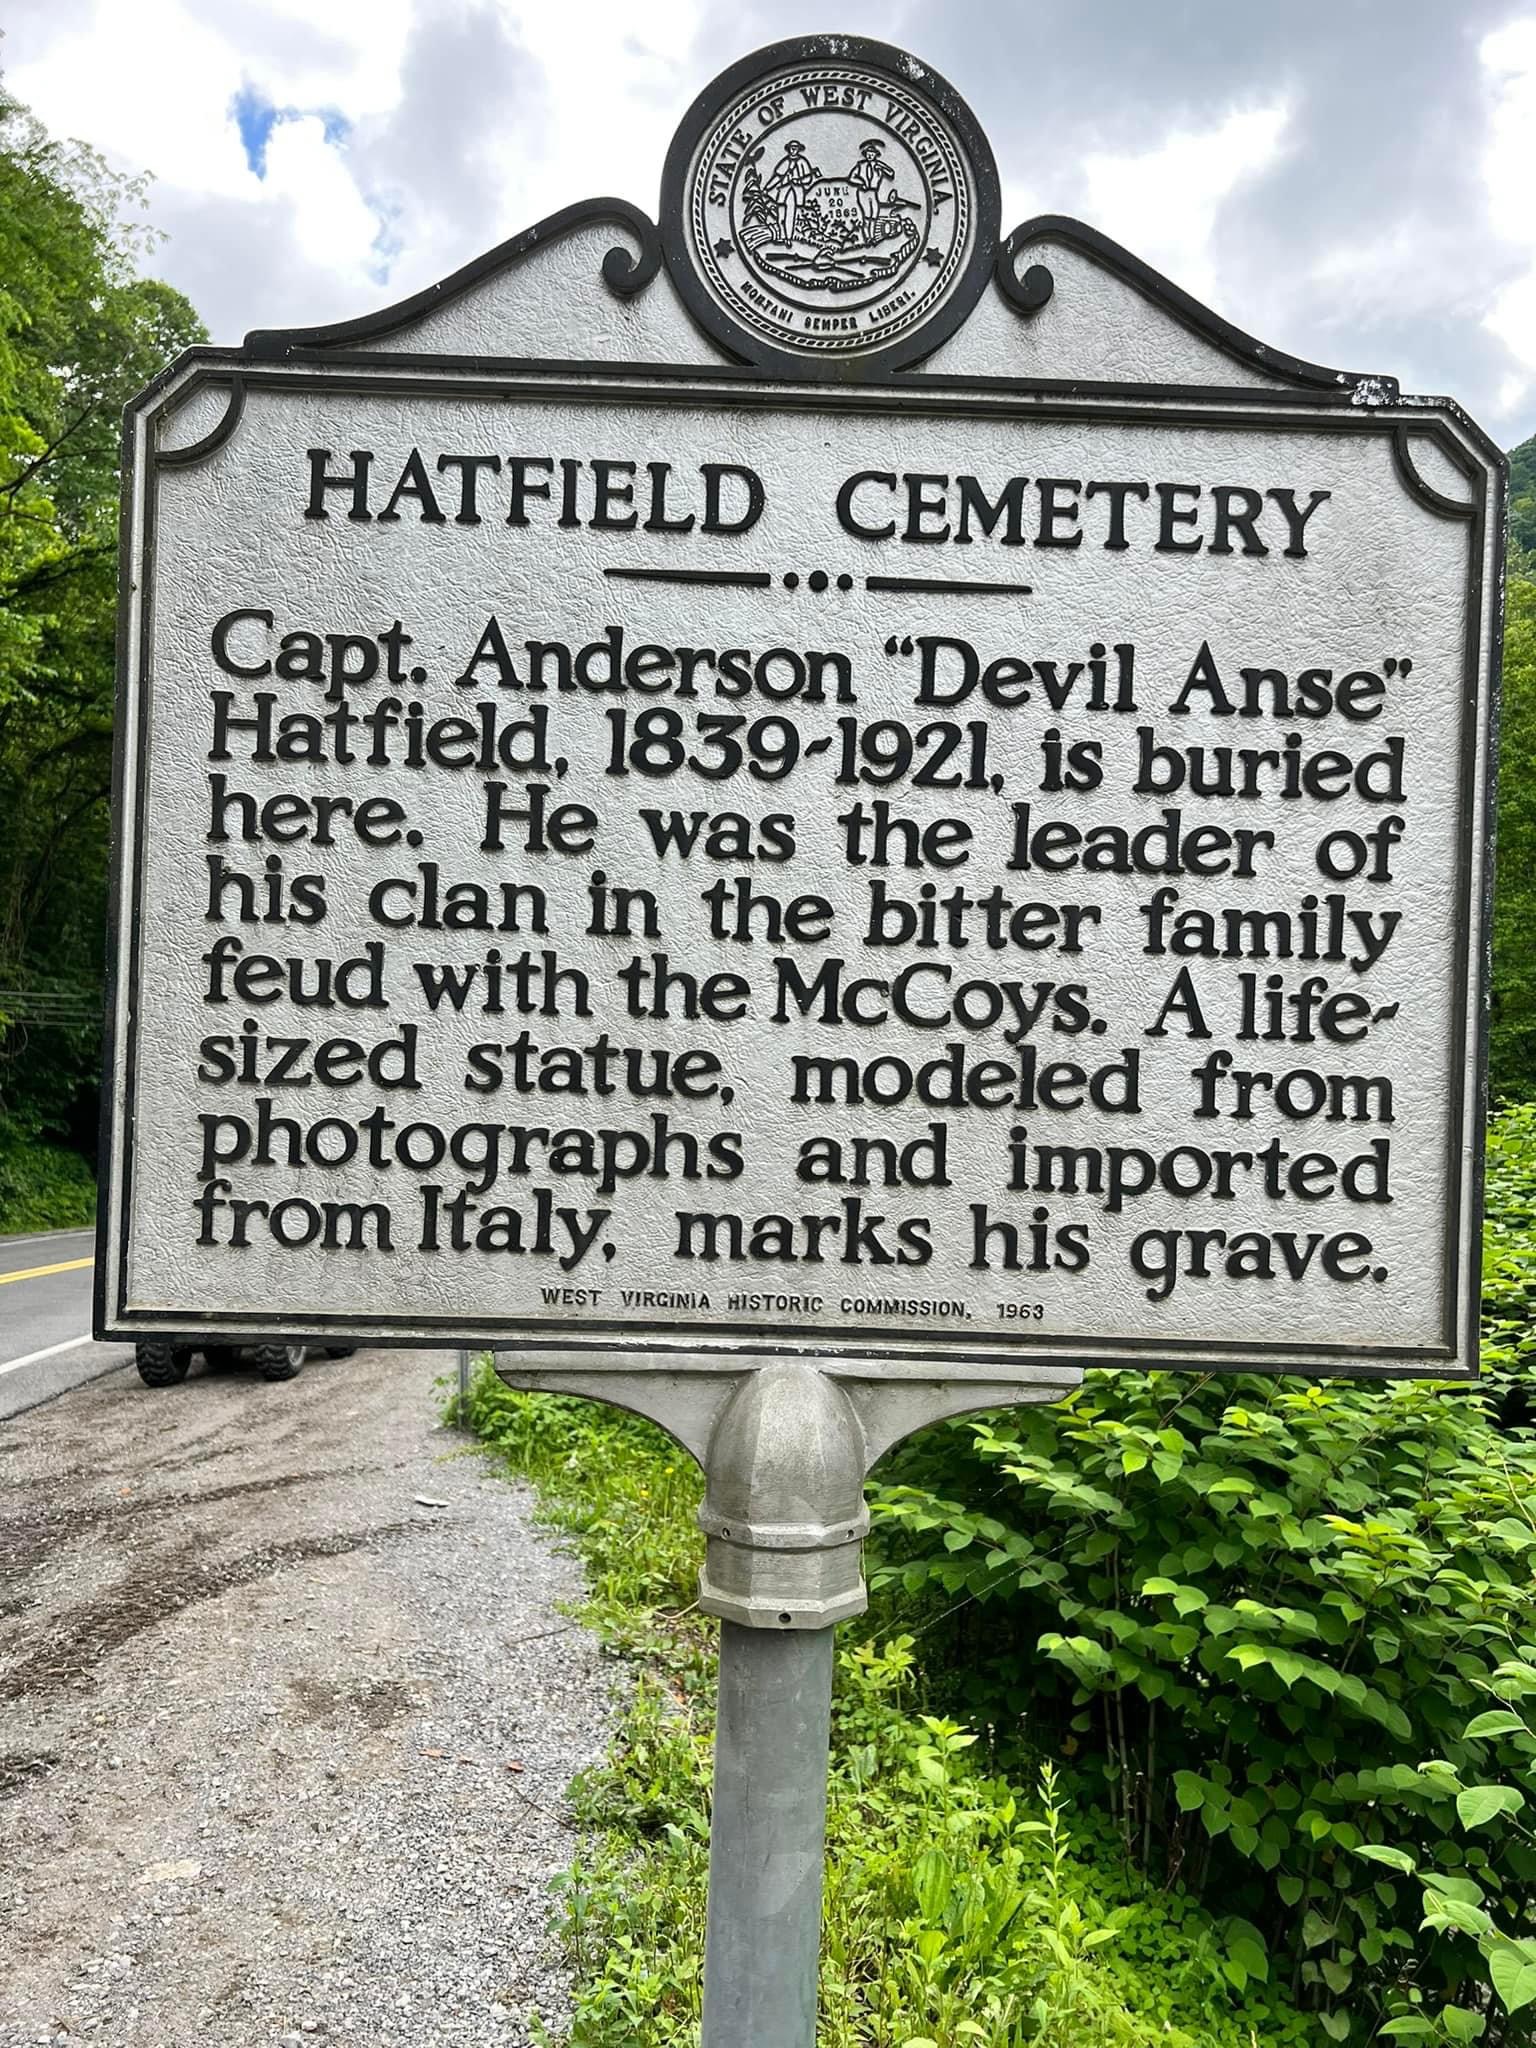 STATE OF WEST VIRGINIA.
JUNE
20
1863
MONTANI SEMPER LIBERI.
HATFIELD CEMETERY
Capt. Anderson “Devil Anse”
Hatfield, 1839-1921, is buried
here. He was the leader of
his clan in the bitter family
feud with the McCoys. A life-
sized statue, modeled from
photographs and imported
from Italy, marks his grave.
WEST VIRGINIA HISTORIC COMMISSION, 1963